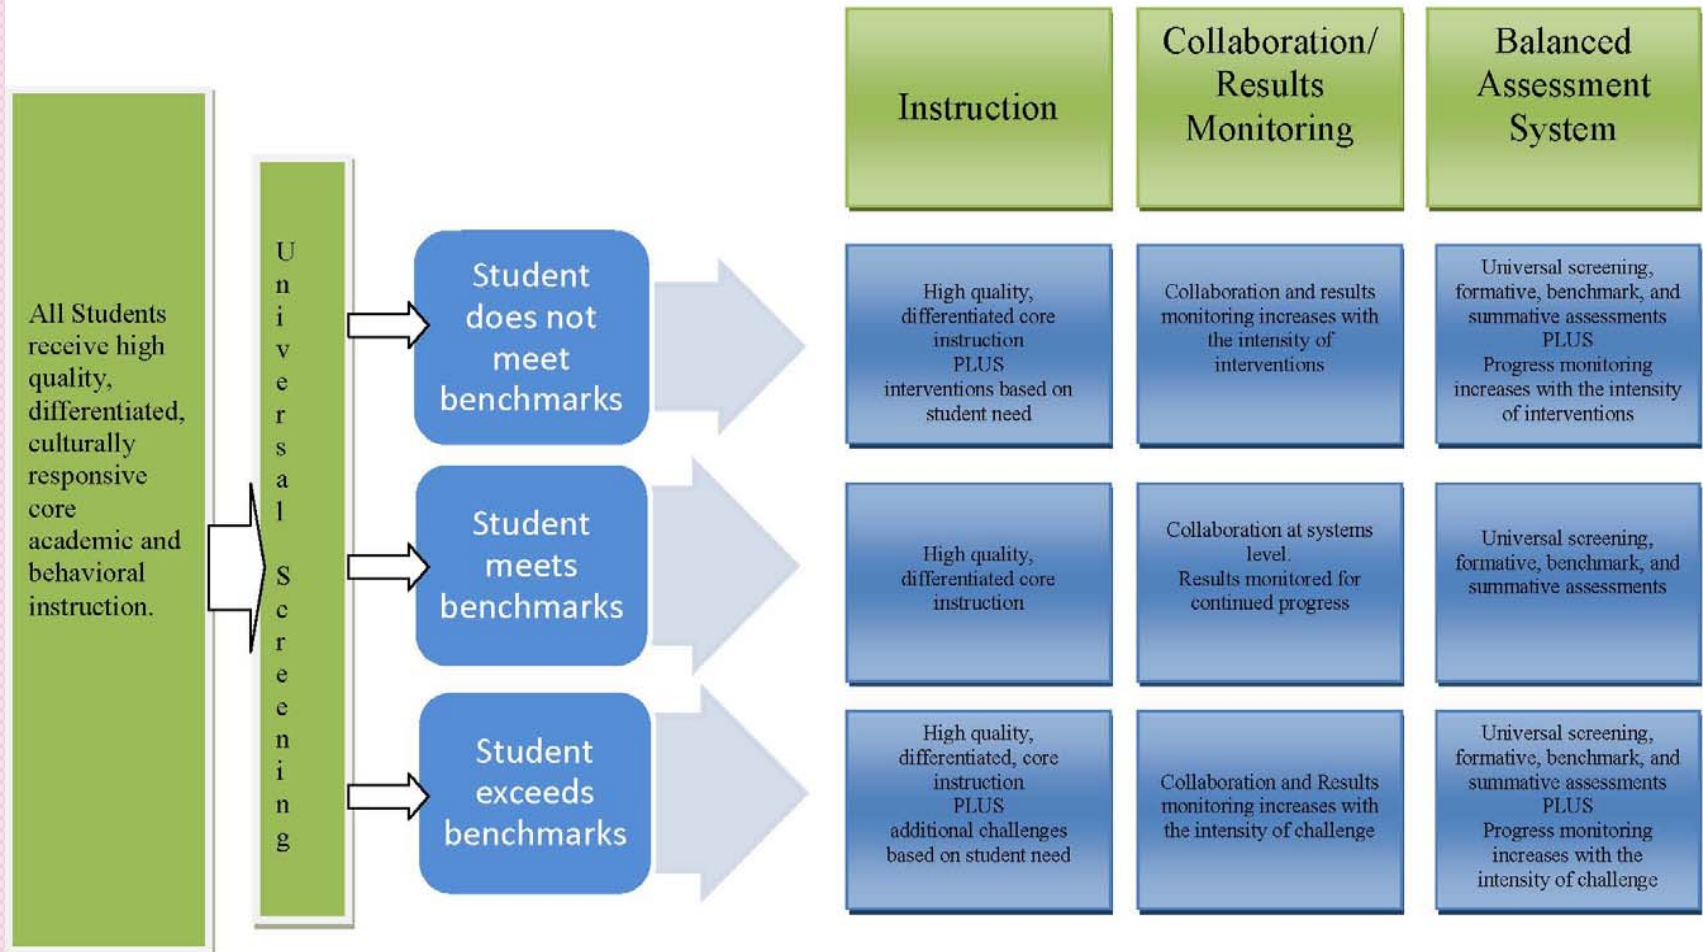 All Students
receive high
quality,
differentiated,
culturally
responsive
core
academic and
behavioral
instruction.
Universal Screening
Student
does not
meet
benchmarks
Student
meets
benchmarks
Student
exceeds
benchmarks
Instruction
Collaboration/
Results
Monitoring
Balanced
Assessment
System
High quality,
differentiated core
instruction
PLUS
interventions based on
student need
Collaboration and results
monitoring increases with
the intensity of
interventions
Universal screening,
formative, benchmark, and
summative assessments
PLUS
Progress monitoring
increases with the intensity
of interventions
High quality,
differentiated core
instruction
Collaboration at systems
level.
Results monitored for
continued progress
Universal screening,
formative, benchmark, and
summative assessments
High quality,
differentiated, core
instruction
PLUS
additional challenges
based on student need
Collaboration and Results
monitoring increases with
the intensity of challenge
Universal screening,
formative, benchmark, and
summative assessments
PLUS
Progress monitoring
increases with the
intensity of challenge